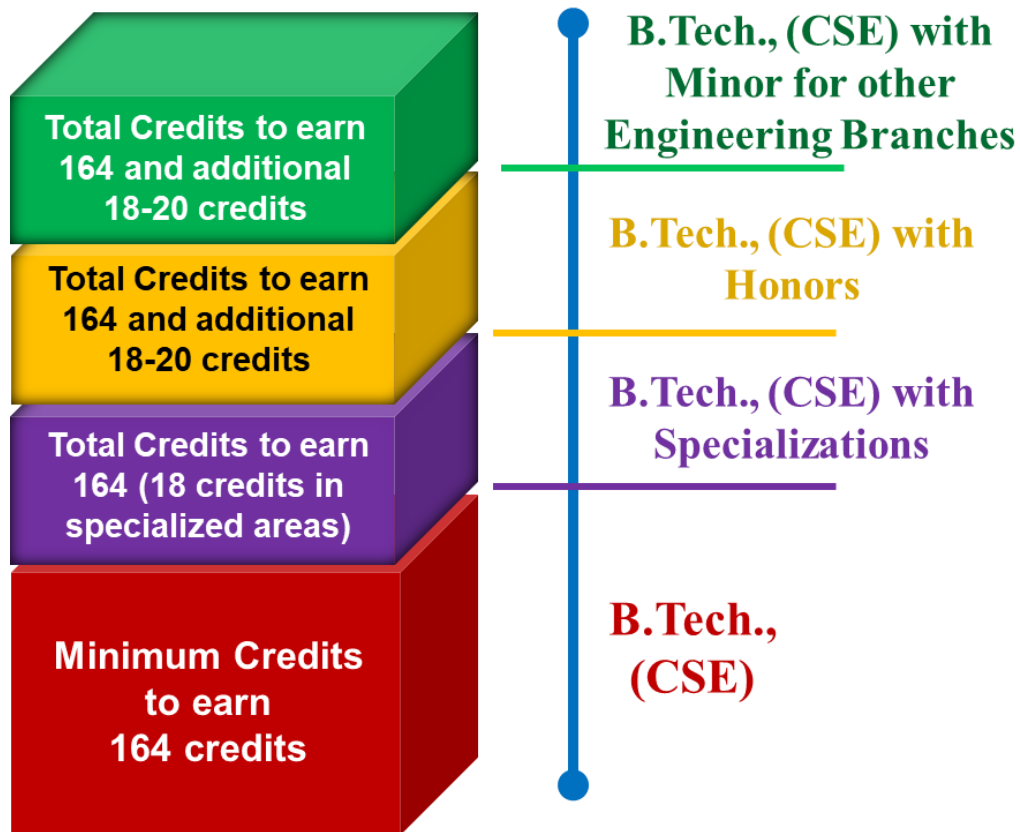 Total Credits to earn
164 and additional
18-20 credits
B.Tech., (CSE) with
Minor for other
Engineering Branches
Total Credits to earn
164 and additional
18-20 credits
B.Tech., (CSE) with
Honors
Total Credits to earn
164 (18 credits in
specialized areas)
B.Tech., (CSE) with
Specializations
Minimum Credits
to earn
164 credits
B.Tech.,
(CSE)